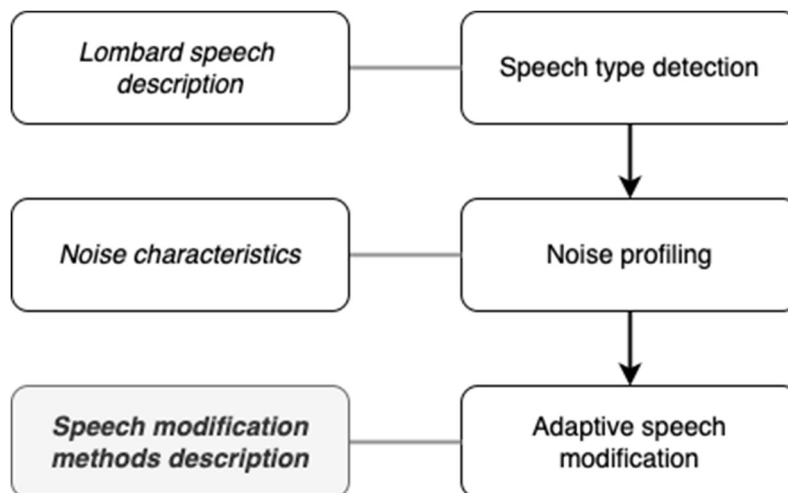 Lombard speech
description
Speech type detection
Noise characteristics
Noise profiling
Speech modification
methods description
Adaptive speech
modification